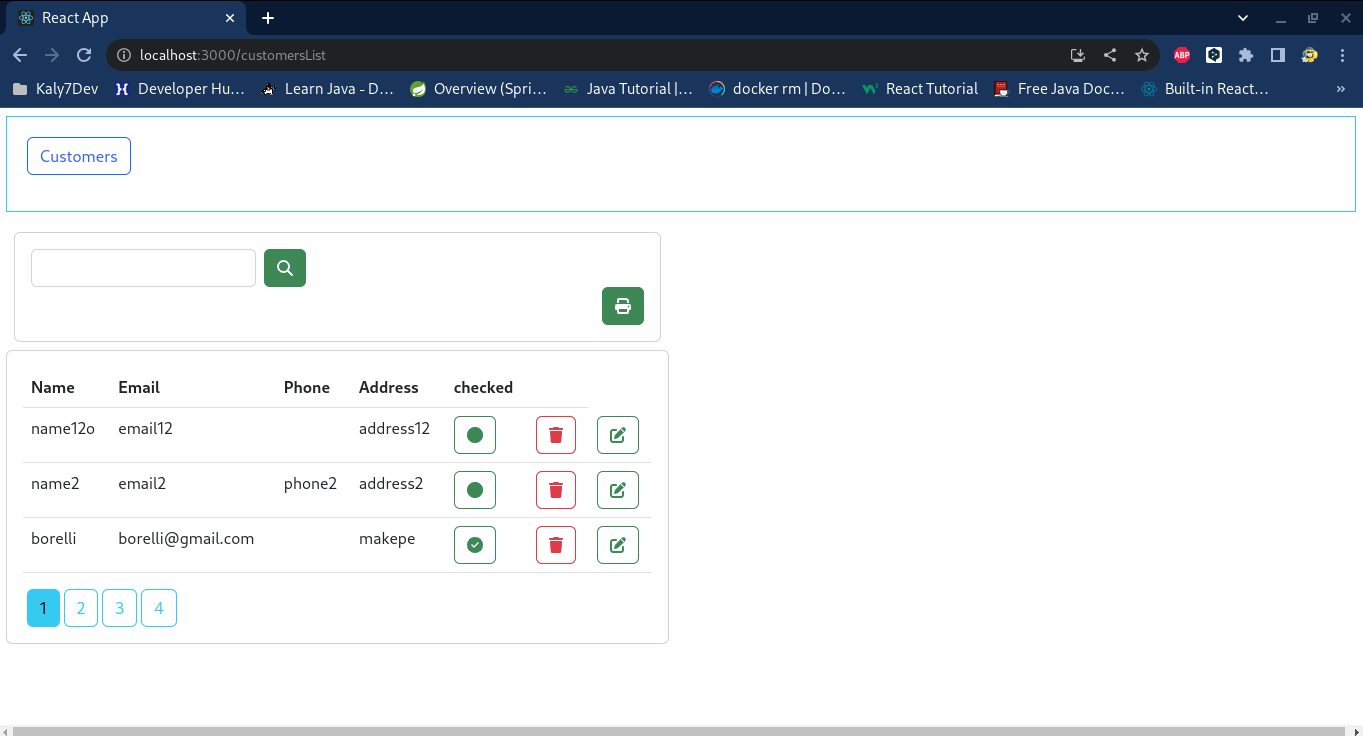 React App
localhost:3000/customersList
ABP
Kaly7Dev Developer Hu... Learn Java - D... Overview (Spri... Java Tutorial |... docker rm | Do... React Tutorial Free Java Doc... Built-in React... »
Customers
Name Email Phone Address checked
name12o email12 address12
name2 email2 phone2 address2
borelli borelli@gmail.com makepe
1 2 3 4